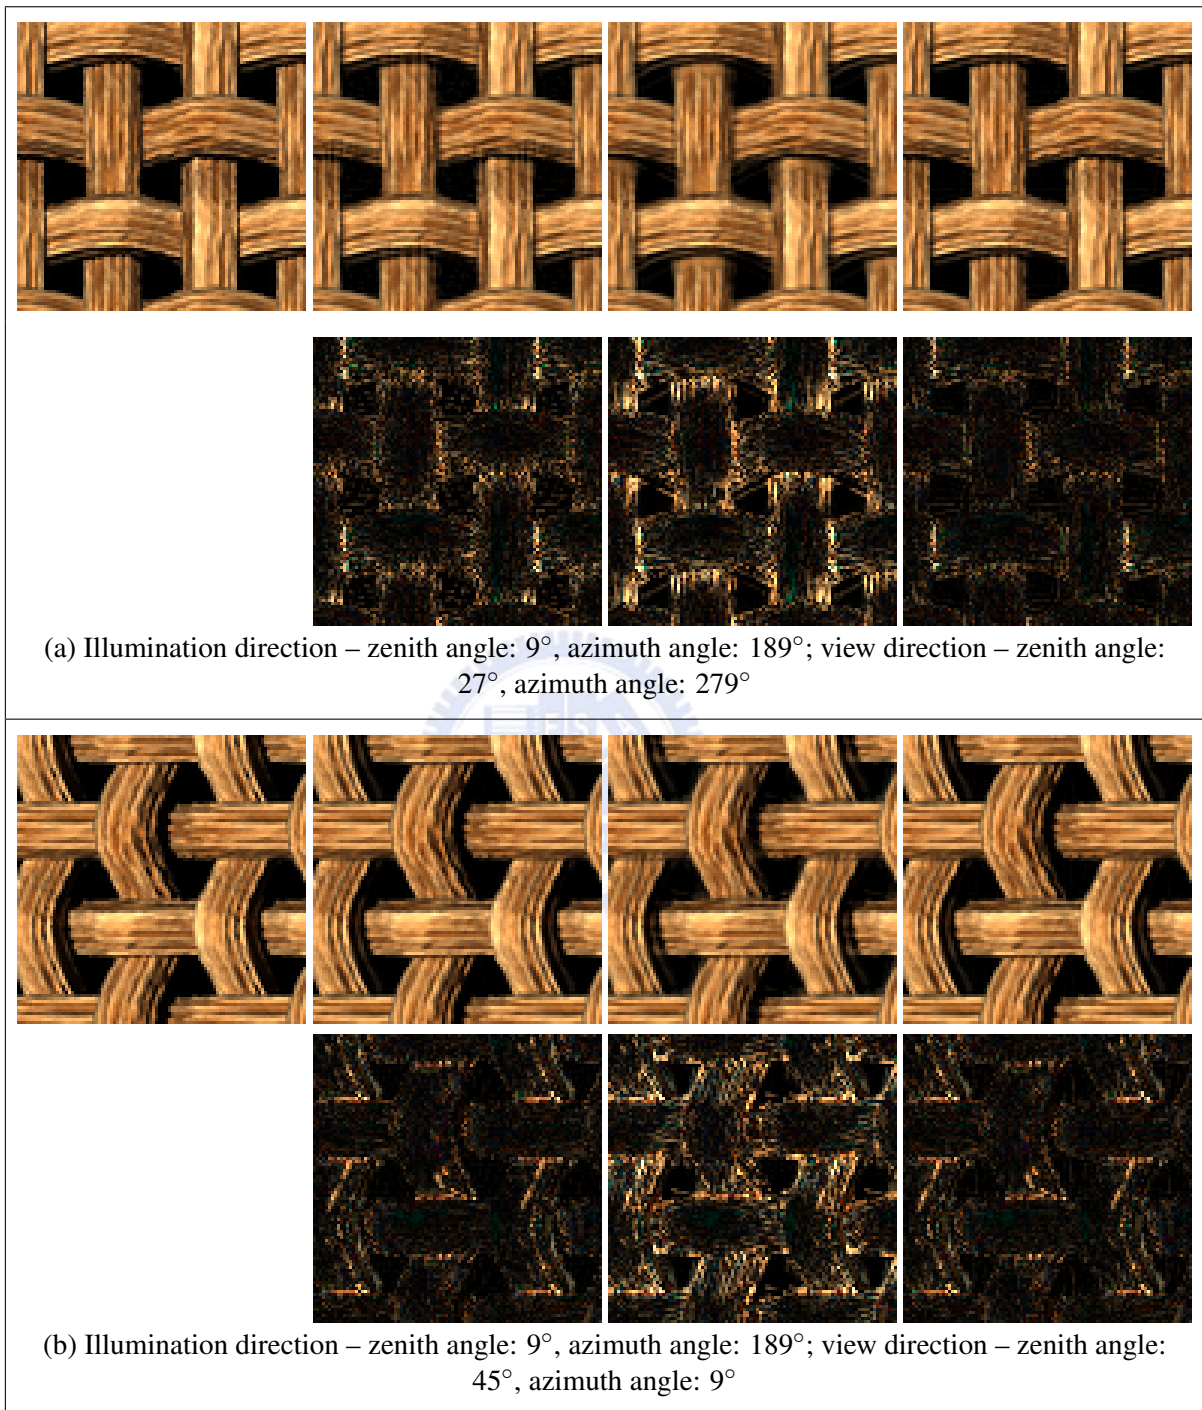 (a) Illumination direction – zenith angle: 9°, azimuth angle: 189°; view direction – zenith angle:
27°, azimuth angle: 279°
(b) Illumination direction – zenith angle: 9°, azimuth angle: 189°; view direction – zenith angle:
45°, azimuth angle: 9°